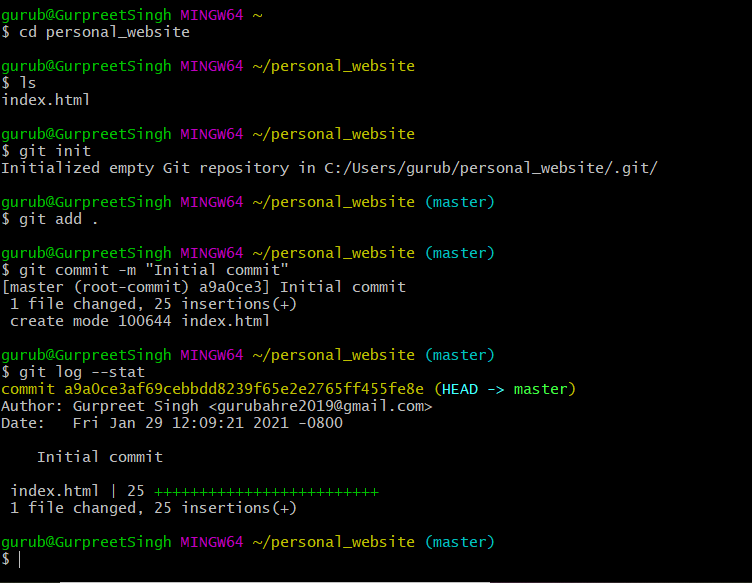 gurub@GurpreetSingh MINGW64 ~
$ cd personal_website
gurub@GurpreetSingh MINGW64 ~/personal_website
$ ls
index.html
gurub@GurpreetSingh MINGW64 ~/personal_website
$ git init
Initialized empty Git repository in C:/Users/gurub/personal_website/.git/
gurub@GurpreetSingh MINGW64 ~/personal_website (master)
$ git add .
gurub@GurpreetSingh MINGW64 ~/personal_website (master)
$ git commit -m "Initial commit"
[master (root-commit) a9a0ce3] Initial commit
 1 file changed, 25 insertions(+)
 create mode 100644 index.html
gurub@GurpreetSingh MINGW64 ~/personal_website (master)
$ git log --stat
commit a9a0ce3af69cebbdd8239f65e2e2765ff455fe8e (HEAD -> master)
Author: Gurpreet Singh <gurubahre2019@gmail.com>
Date:   Fri Jan 29 12:09:21 2021 -0800
    Initial commit
 index.html | 25 +++++++++++++++++++++++++
 1 file changed, 25 insertions(+)
gurub@GurpreetSingh MINGW64 ~/personal_website (master)
$